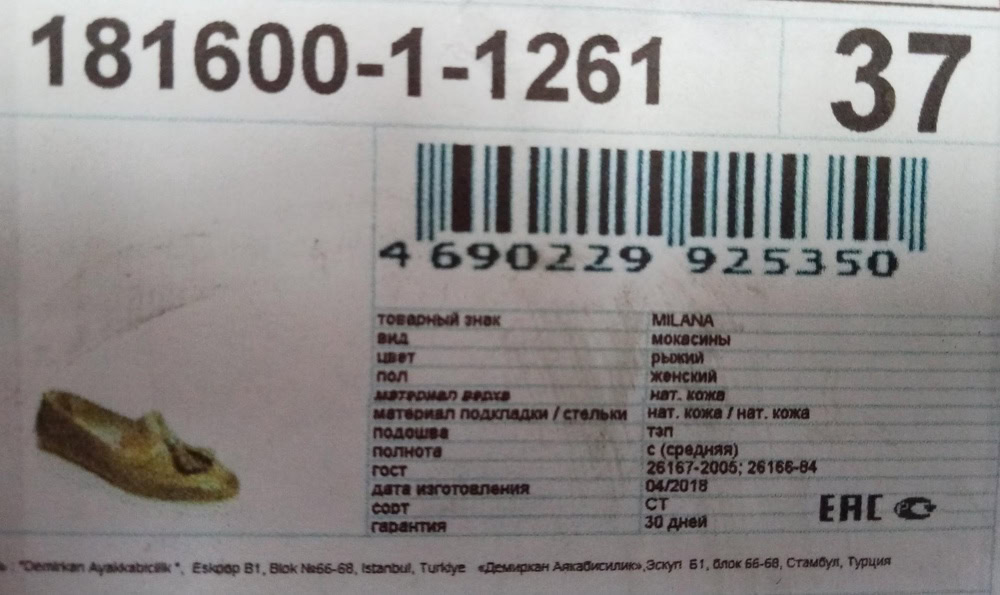 181600-1-1261 37
4 690229 925350
товарный знак MILANA
вид мокасины
цвет рыжий
пол женский
материал верха нат. кожа
материал подкладки / стельки нат. кожа / нат. кожа
подошва тэп
полнота с (средняя)
гост 26167-2005; 26166-84
дата изготовления 04/2018
сорт СТ
гарантия 30 дней
EAC
"Demirkan Ayakkabicilik ", Eskoop B1, Blok №66-68, Istanbul, Turkiye «Демиркан Аяκабисилик»,Эскуп Б1, блок 66-68, Стамбул, Турция